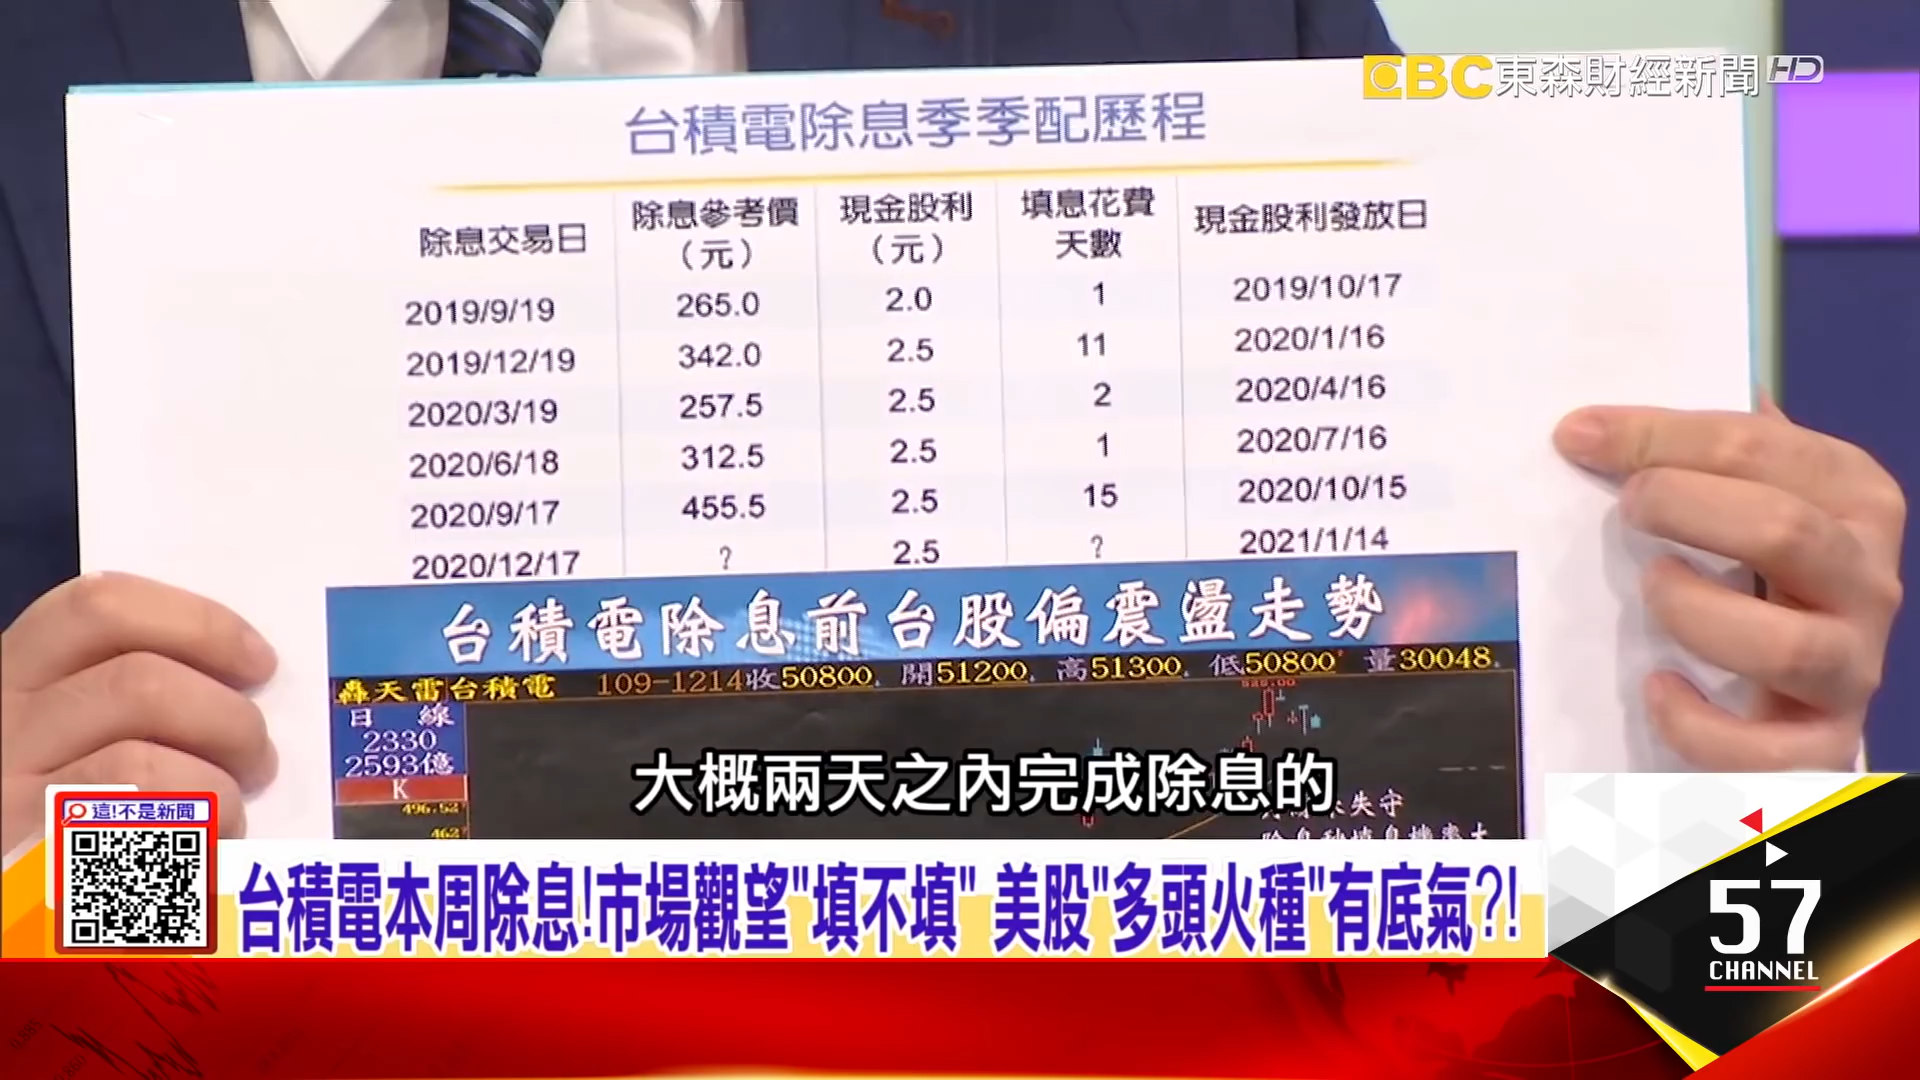 EBC東森財經新聞HD
台積電除息季季配歷程
除息交易日 除息參考價（元） 現金股利（元） 填息花費天數 現金股利發放日
2019/9/19 265.0 2.0 1 2019/10/17
2019/12/19 342.0 2.5 11 2020/1/16
2020/3/19 257.5 2.5 2 2020/4/16
2020/6/18 312.5 2.5 1 2020/7/16
2020/9/17 455.5 2.5 15 2020/10/15
2020/12/17 ? 2.5 ? 2021/1/14
台積電除息前台股偏震盪走勢
轟天雷台積電 109-1214收50800 開51200 高51300 低50800 量30048
日 線
2330
2593億
K
496.52
462
大概兩天之內完成除息的
失守
這!不是新聞
台積電本周除息!市場觀望"填不填" 美股"多頭火種"有底氣?!
57
CHANNEL